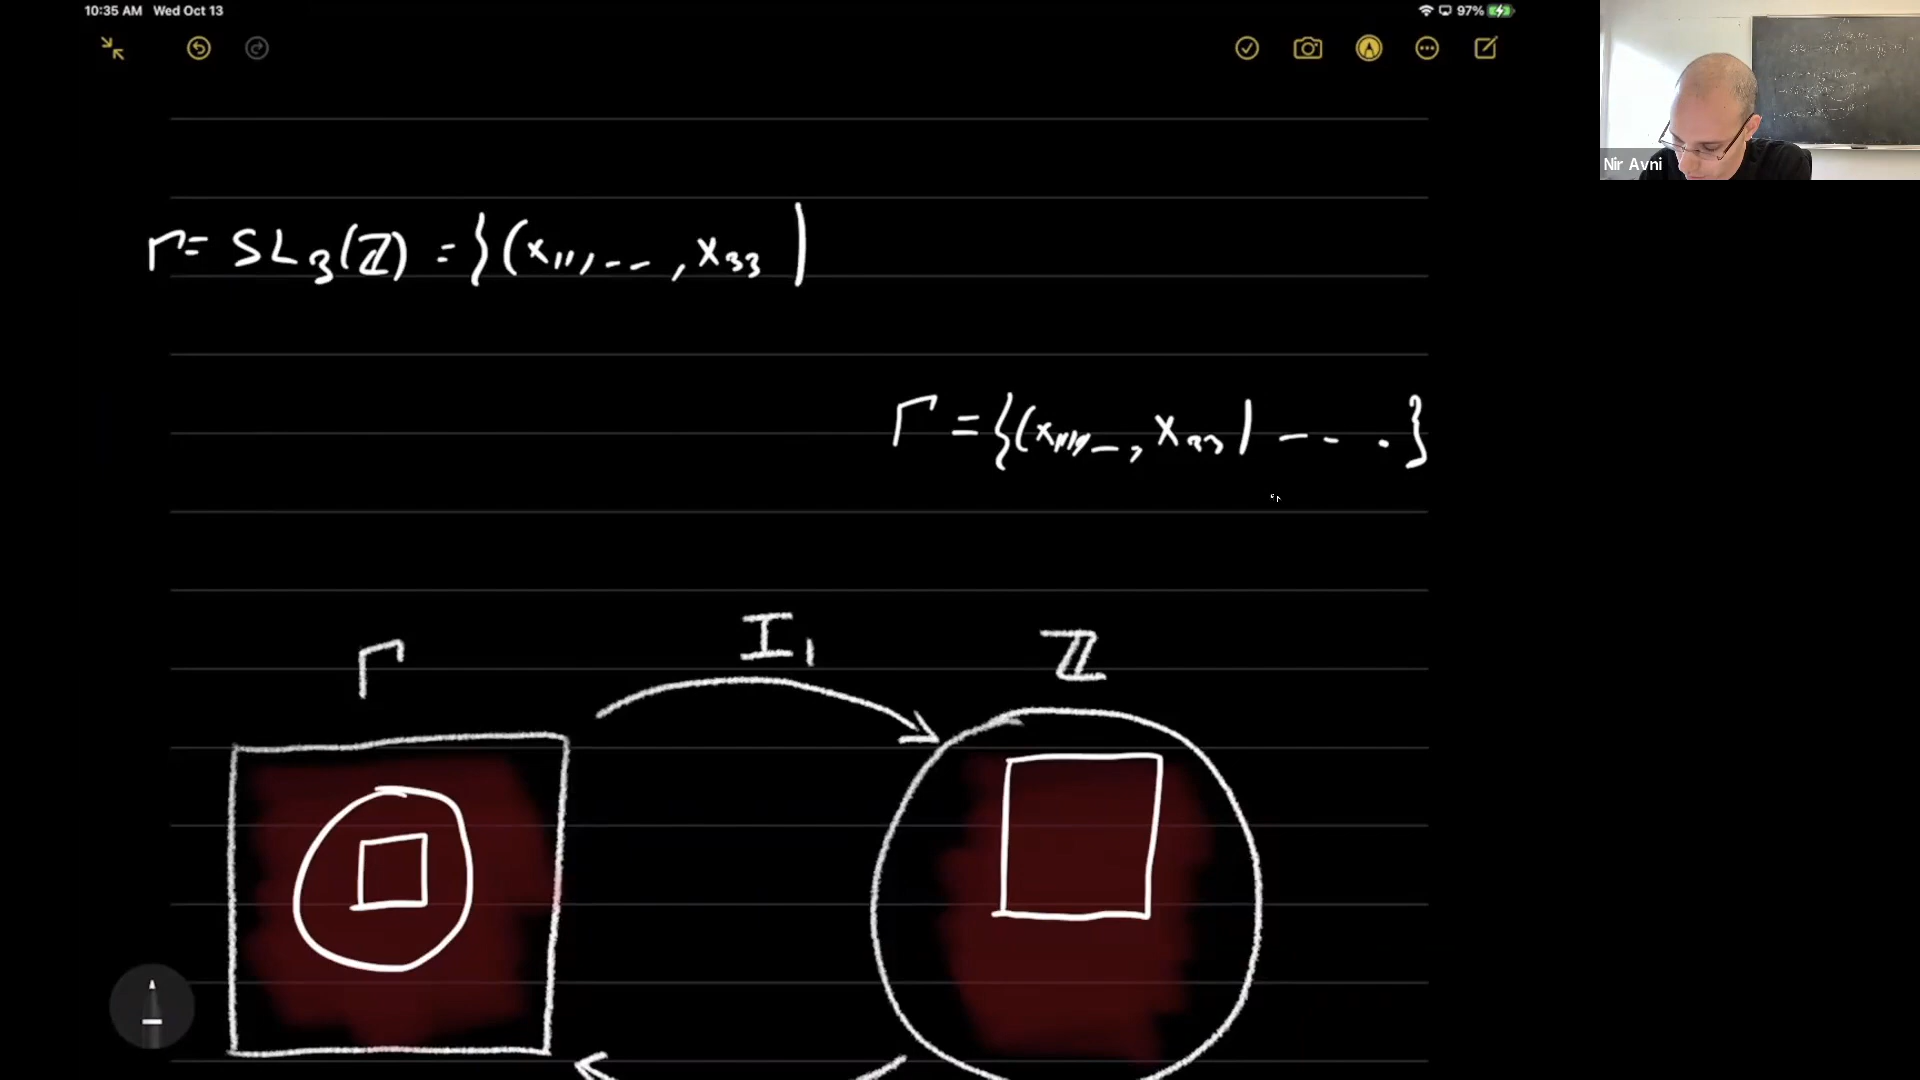 10:35 AM Wed Oct 13
97%
Nir Avni
Γ= SL₃(ℤ) = {(x₁₁,--,x₃₃ |
Γ = {(x₁₁,_,x₃₃| -- .}
Γ I₁ ℤ